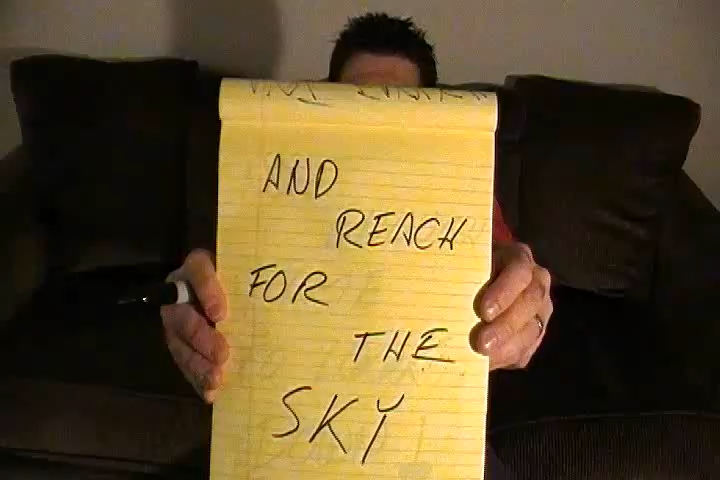 AND
REACH
FOR
THE
SKY